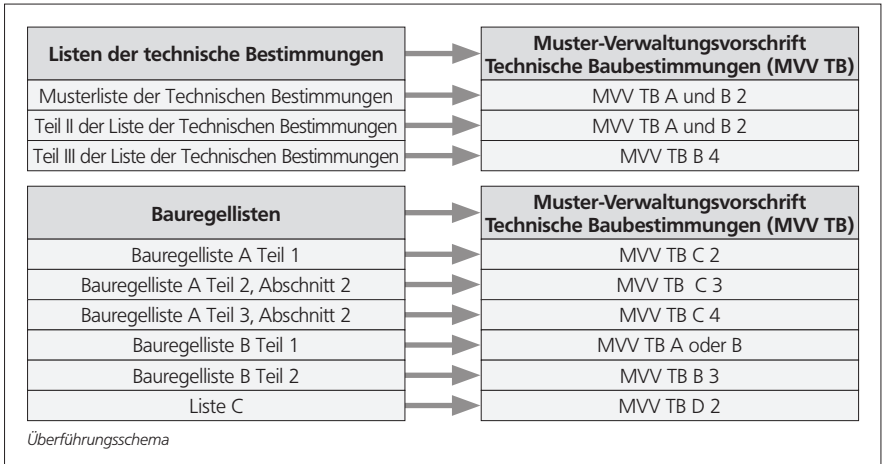 Listen der technische Bestimmungen
Muster-Verwaltungsvorschrift
Technische Baubestimmungen (MVV TB)
Musterliste der Technischen Bestimmungen
MVV TB A und B 2
Teil II der Liste der Technischen Bestimmungen
MVV TB A und B 2
Teil III der Liste der Technischen Bestimmungen
MVV TB B 4
Bauregellisten
Muster-Verwaltungsvorschrift
Technische Baubestimmungen (MVV TB)
Bauregelliste A Teil 1
MVV TB C 2
Bauregelliste A Teil 2, Abschnitt 2
MVV TB C 3
Bauregelliste A Teil 3, Abschnitt 2
MVV TB C 4
Bauregelliste B Teil 1
MVV TB A oder B
Bauregelliste B Teil 2
MVV TB B 3
Liste C
MVV TB D 2
Überführungsschema